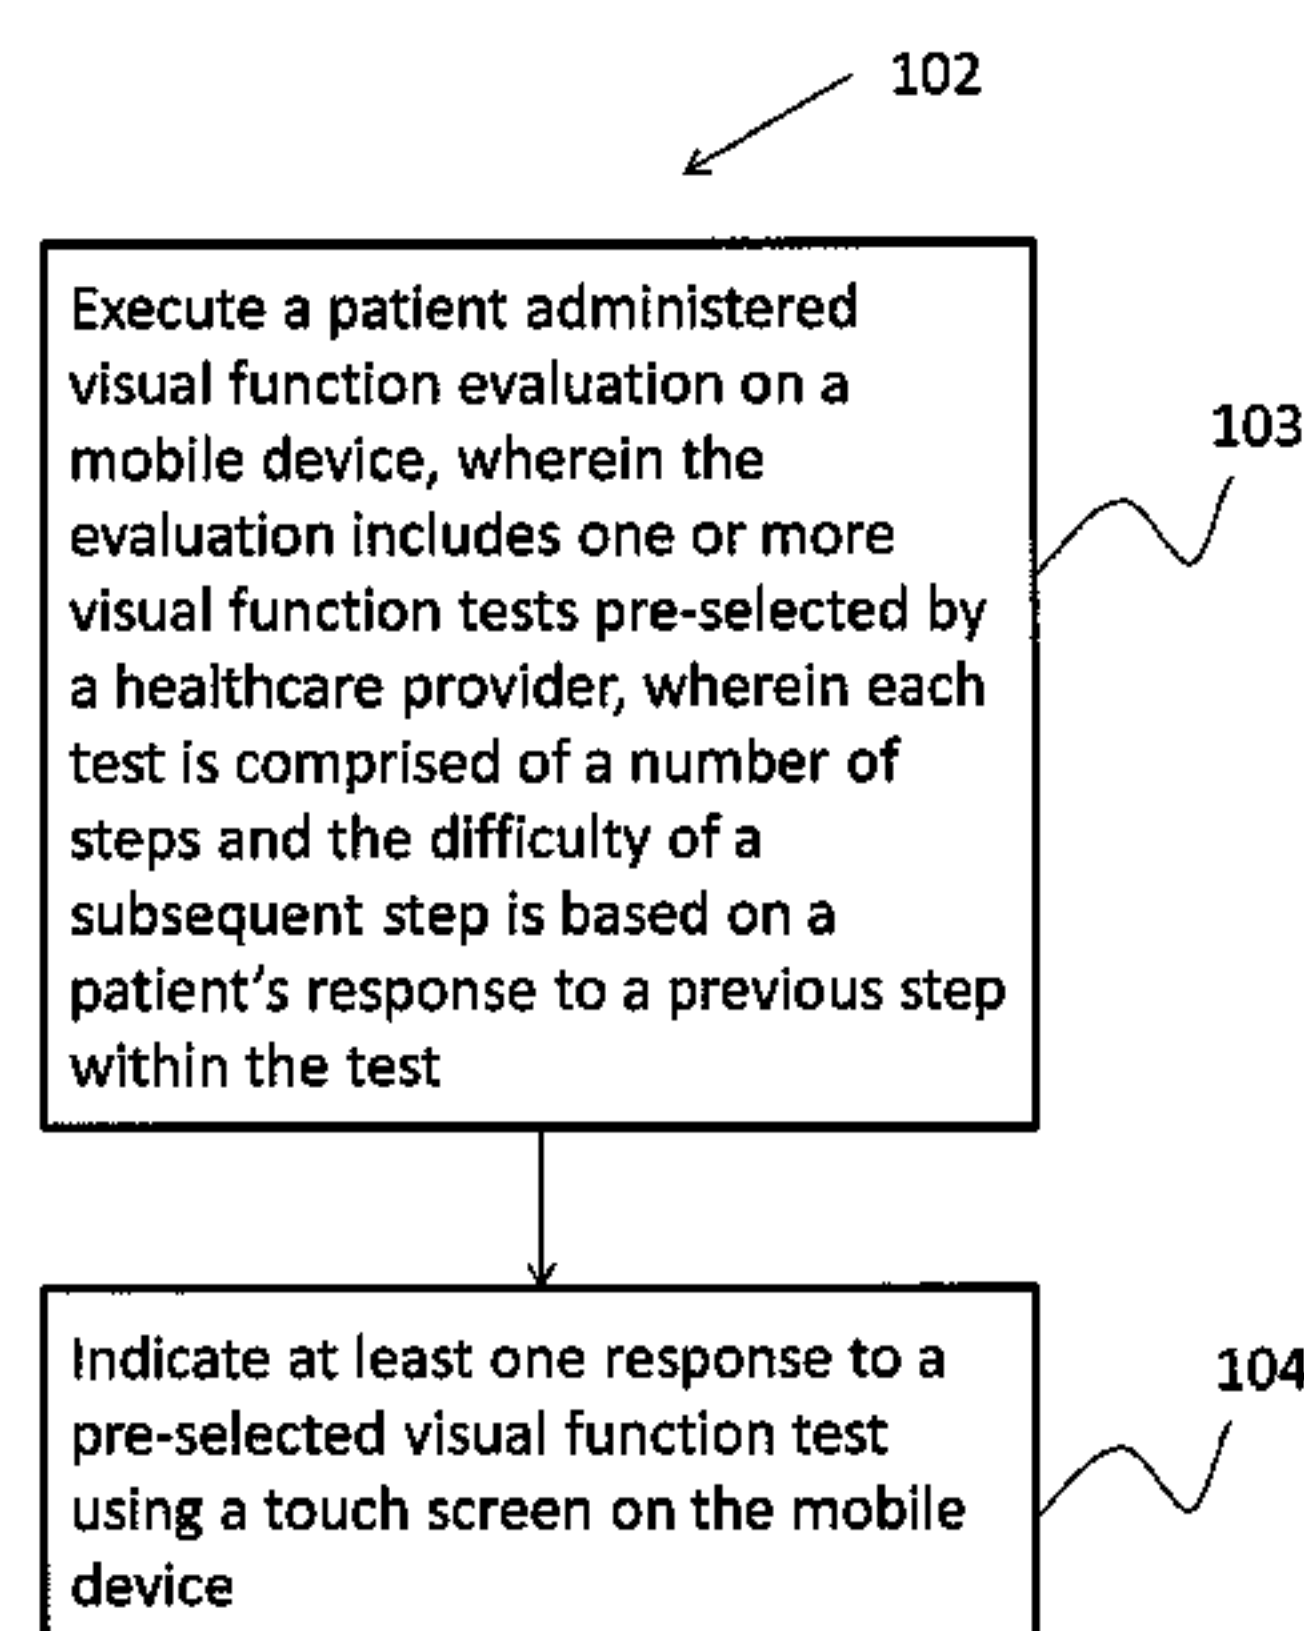 102
Execute a patient administered
visual function evaluation on a
mobile device, wherein the
evaluation includes one or more
visual function tests pre-selected by
a healthcare provider, wherein each
test is comprised of a number of
steps and the difficulty of a
subsequent step is based on a
patient's response to a previous step
within the test
103
Indicate at least one response to a
pre-selected visual function test
using a touch screen on the mobile
device
104